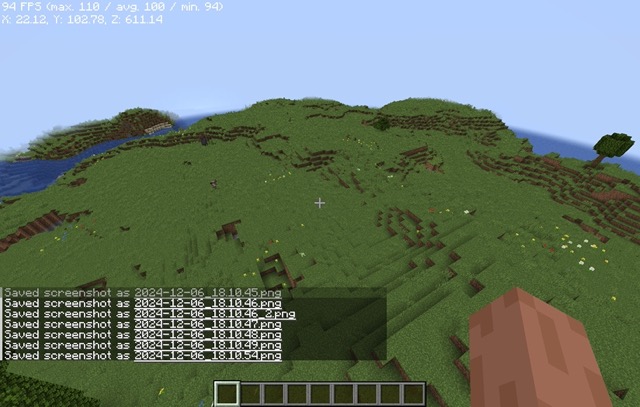 94 FPS (max. 110 / avg. 100 / min. 94)
X: 22.12, Y: 102.78, Z: 611.14
Saved screenshot as 2024-12-06_18.10.45.png
Saved screenshot as 2024-12-06_18.10.46.png
Saved screenshot as 2024-12-06_18.10.46_2.png
Saved screenshot as 2024-12-06_18.10.47.png
Saved screenshot as 2024-12-06_18.10.48.png
Saved screenshot as 2024-12-06_18.10.49.png
Saved screenshot as 2024-12-06_18.10.54.png